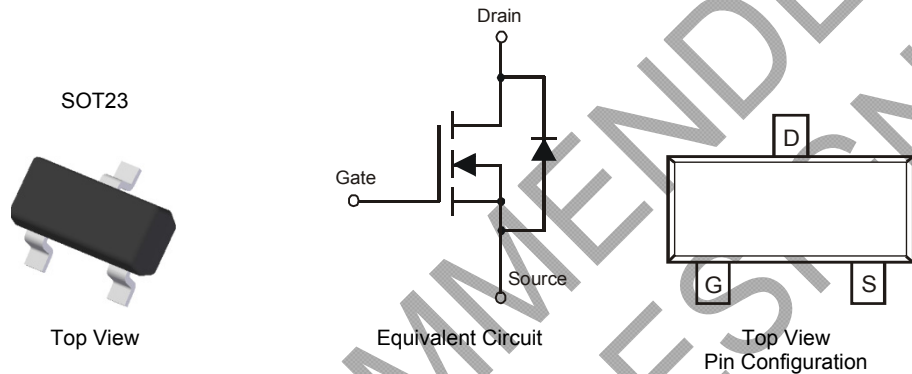 SOT23
Top View
Drain
Gate
Source
Equivalent Circuit
D
G
S
Top View
Pin Configuration